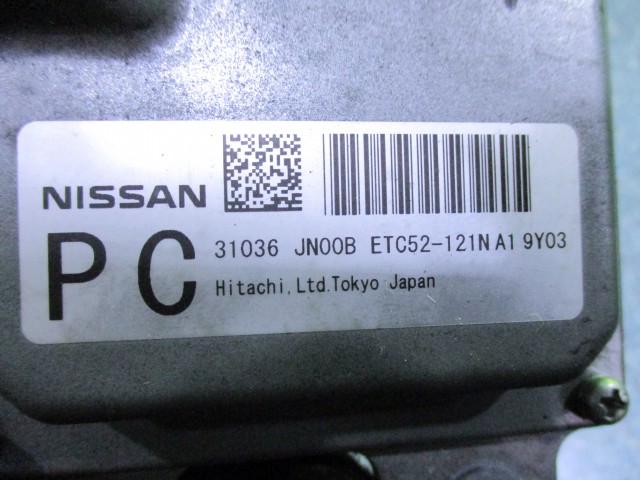 NISSAN
PC
31036 JN00B ETC52-121N A1 9Y03
Hitachi,Ltd.Tokyo Japan